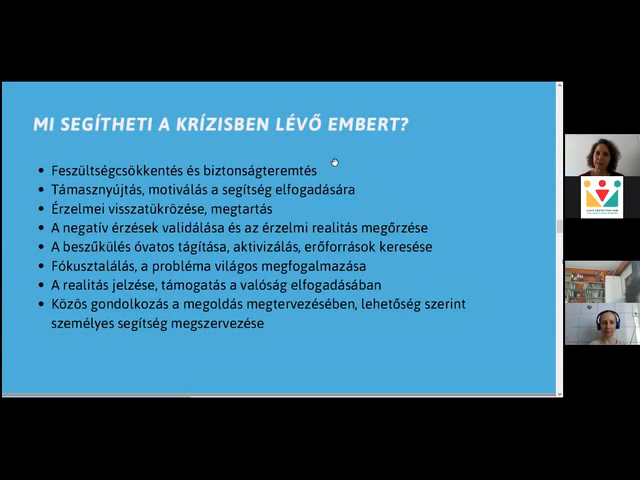 MI SEGÍTHETI A KRÍZISBEN LÉVŐ EMBERT?
• Feszültségcsökkentés és biztonságteremtés
• Támasznyújtás, motiválás a segítség elfogadására
• Érzelmei visszatükrözése, megtartás
• A negatív érzések validálása és az érzelmi realitás megőrzése
• A beszűkülés óvatos tágítása, aktivizálás, erőforrások keresése
• Fókusztalálás, a probléma világos megfogalmazása
• A realitás jelzése, támogatás a valóság elfogadásában
• Közös gondolkozás a megoldás megtervezésében, lehetőség szerint
személyes segítség megszervezése